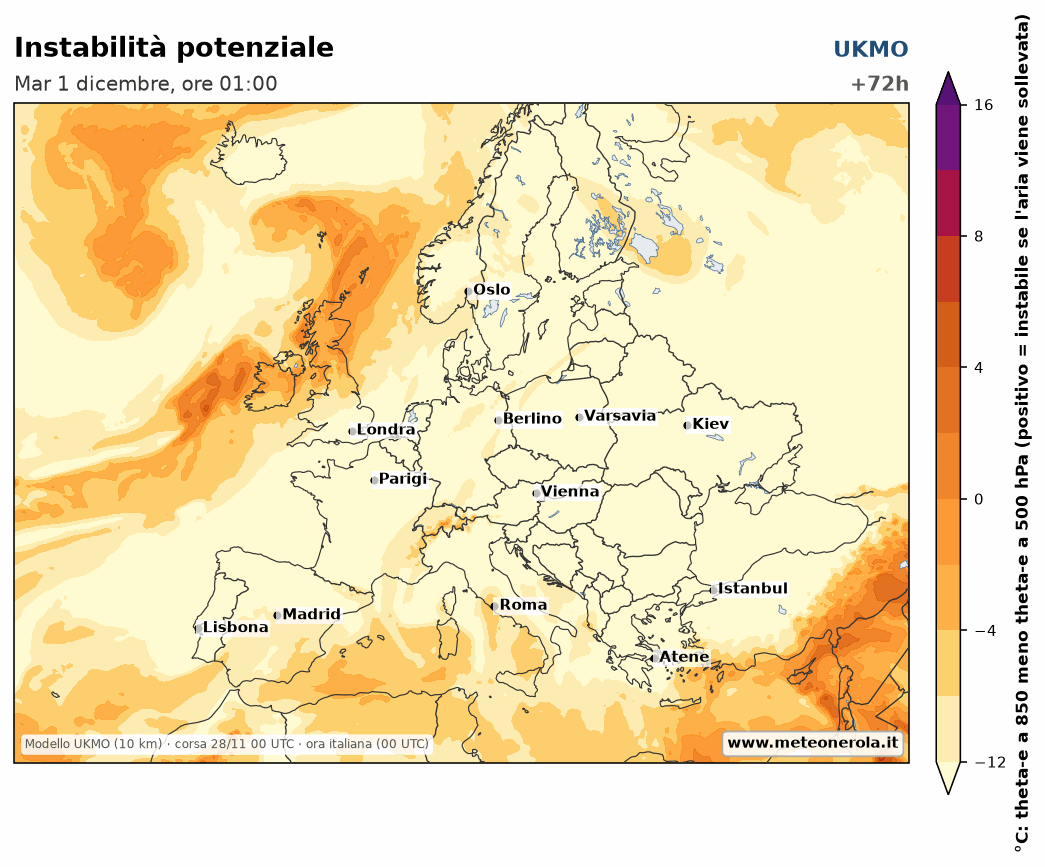 Instabilità potenziale
UKMO
Mar 1 dicembre, ore 01:00
+72h
Oslo
Berlino
Varsavia
Kiev
Londra
Parigi
Vienna
Istanbul
Roma
Madrid
Lisbona
Atene
Modello UKMO (10 km) · corsa 28/11 00 UTC · ora italiana (00 UTC)
www.meteonerola.it
16
8
4
0
−4
−12
°C: theta-e a 850 meno theta-e a 500 hPa (positivo = instabile se l'aria viene sollevata)